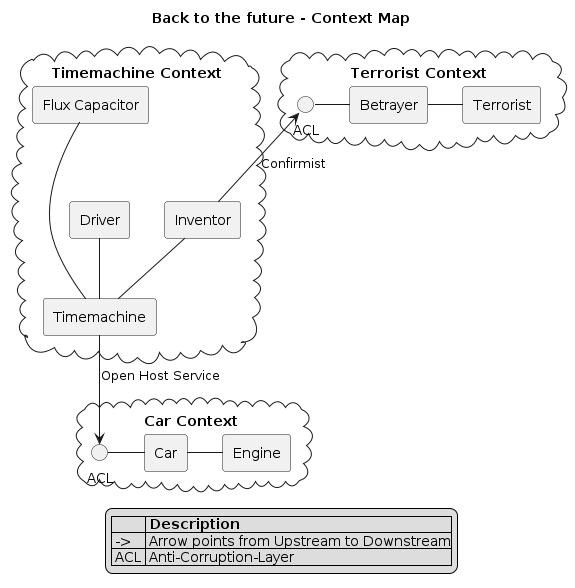 Back to the future - Context Map
Timemachine Context
Terrorist Context
Flux Capacitor
Betrayer
Terrorist
ACL
Confirmist
Driver
Inventor
Timemachine
Open Host Service
Car Context
Car
Engine
ACL
Description
-> Arrow points from Upstream to Downstream
ACL Anti-Corruption-Layer